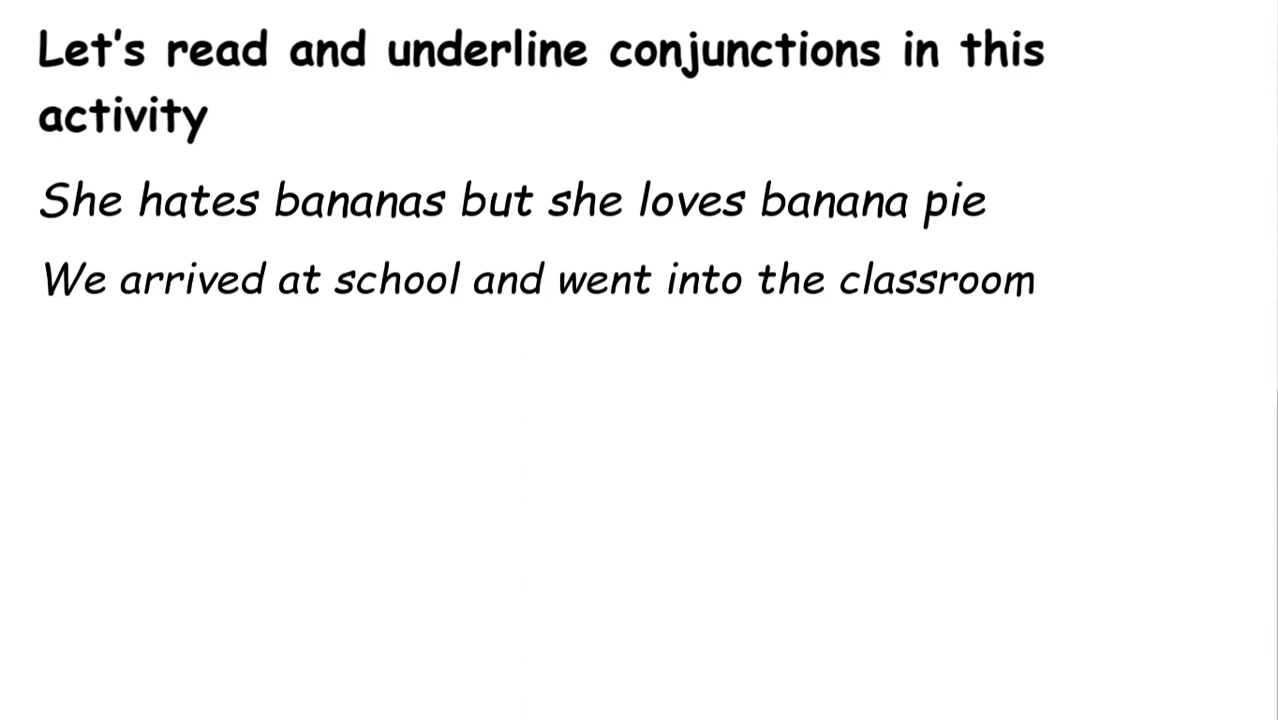 Let's read and underline conjunctions in this
activity
She hates bananas but she loves banana pie
We arrived at school and went into the classroom